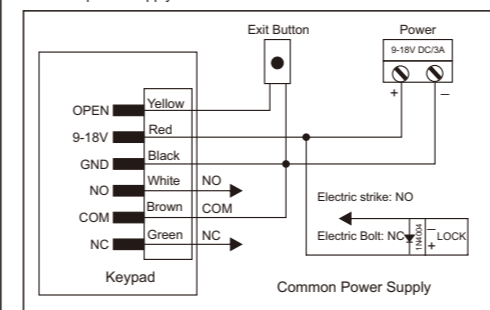 Exit Button
Power
9-18V DC/3A
+ –
OPEN Yellow
9-18V Red
GND Black
NO White NO
COM Brown COM
NC Green NC
Keypad
Electric strike: NO
Electric Bolt: NC
1N4004
–
+
LOCK
Common Power Supply